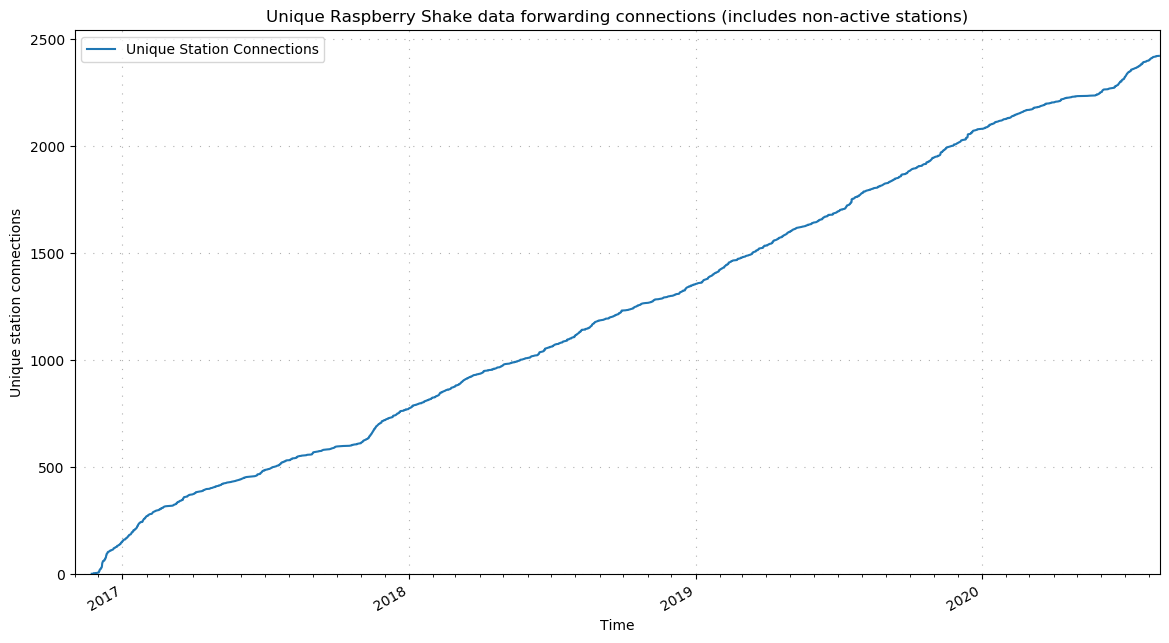 Unique Raspberry Shake data forwarding connections (includes non-active stations)
Unique Station Connections
Unique station connections
2500
2000
1500
1000
500
0
2017
2018
2019
2020
Time